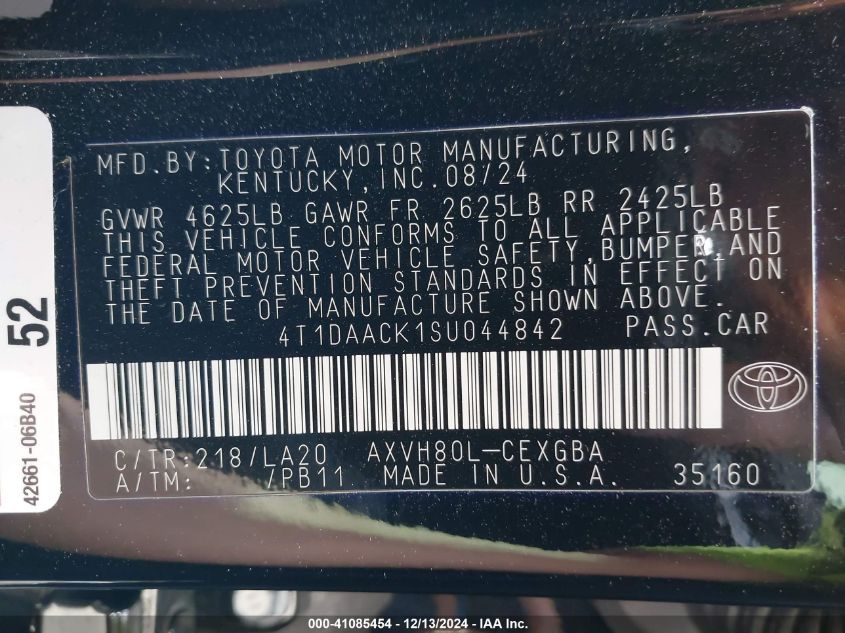 MFD.BY:TOYOTA MOTOR MANUFACTURING,
KENTUCKY,INC.08/24
GVWR 4625LB GAWR FR 2625LB RR 2425LB
THIS VEHICLE CONFORMS TO ALL APPLICABLE
FEDERAL MOTOR VEHICLE SAFETY,BUMPER,AND
THEFT PREVENTION STANDARDS IN EFFECT ON
THE DATE OF MANUFACTURE SHOWN ABOVE.
4T1DAACK1SU044842 PASS.CAR
C/TR:218/LA20 AXVH80L-CEXGBA
A/TM: /PB11 MADE IN U.S.A. 35160
52
42661-06B40
000-41085454 - 12/13/2024 - IAA Inc.